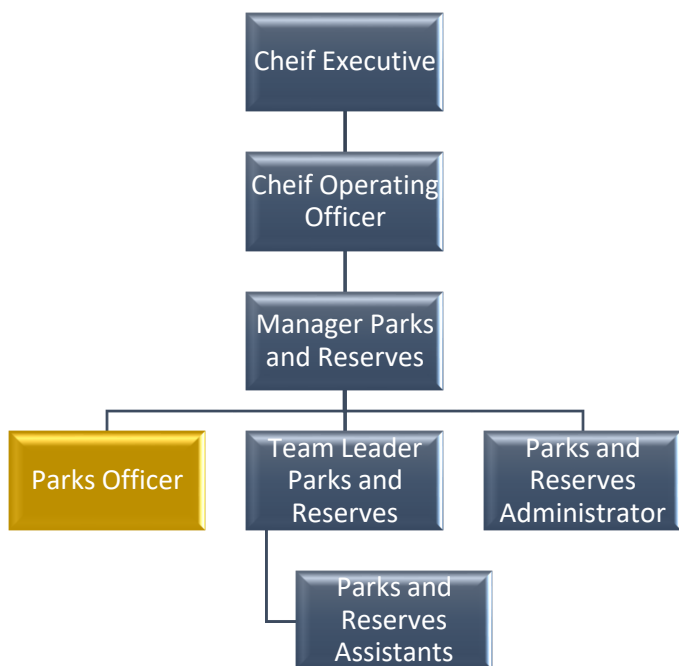 Cheif Executive
Cheif Operating
Officer
Manager Parks
and Reserves
Parks Officer
Team Leader
Parks and
Reserves
Parks and
Reserves
Administrator
Parks and
Reserves
Assistants